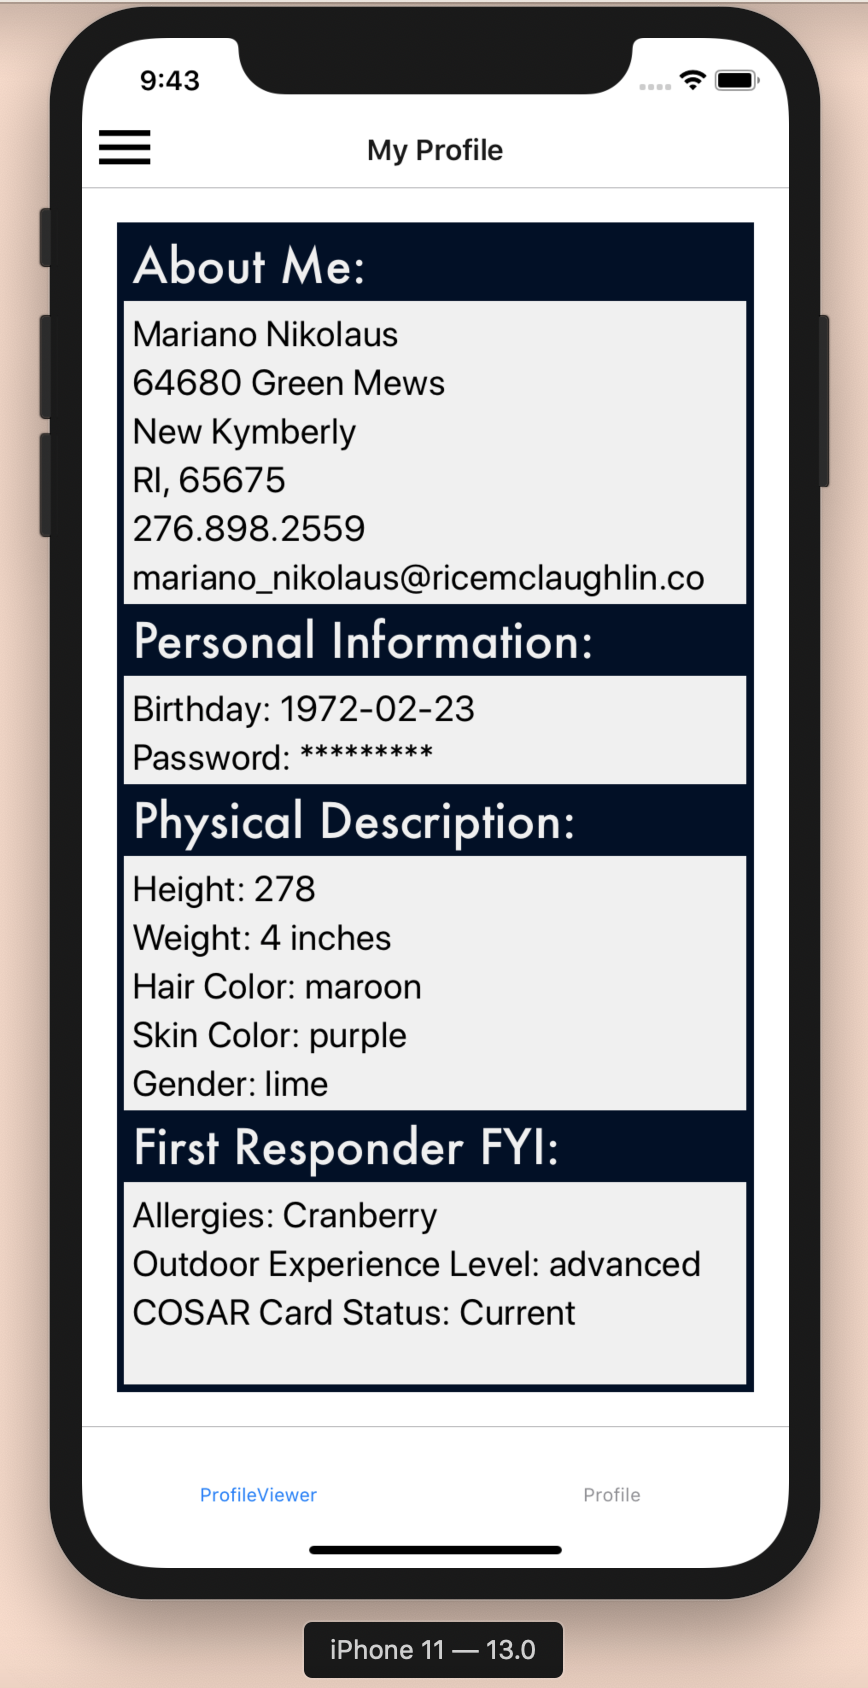 9:43
My Profile
About Me:
Mariano Nikolaus
64680 Green Mews
New Kymberly
RI, 65675
276.898.2559
mariano_nikolaus@ricemclaughlin.co
Personal Information:
Birthday: 1972-02-23
Password: *********
Physical Description:
Height: 278
Weight: 4 inches
Hair Color: maroon
Skin Color: purple
Gender: lime
First Responder FYI:
Allergies: Cranberry
Outdoor Experience Level: advanced
COSAR Card Status: Current
ProfileViewer Profile
iPhone 11 — 13.0